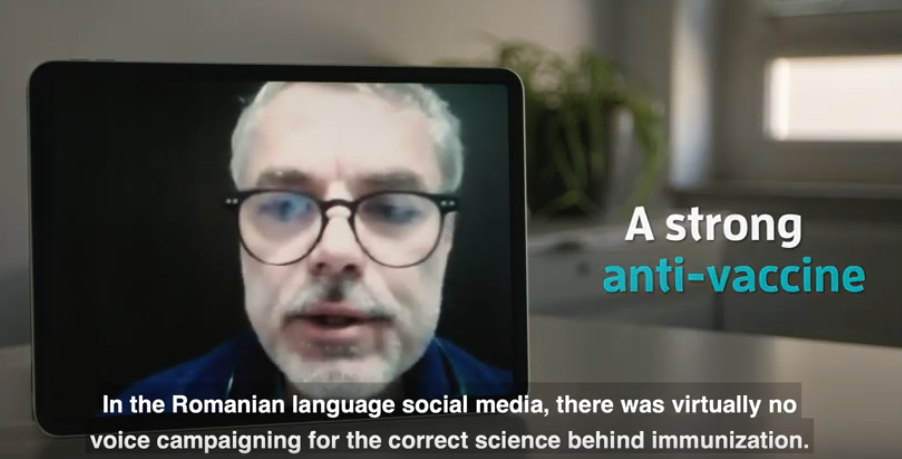 A strong
anti-vaccine
In the Romanian language social media, there was virtually no
voice campaigning for the correct science behind immunization.